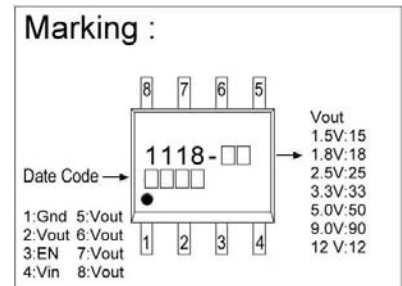 Marking :
8 7 6 5
1118-□□
□□□□
Date Code
1 2 3 4
1:Gnd 5:Vout
2:Vout 6:Vout
3:EN 7:Vout
4:Vin 8:Vout
Vout
1.5V:15
1.8V:18
2.5V:25
3.3V:33
5.0V:50
9.0V:90
12 V:12